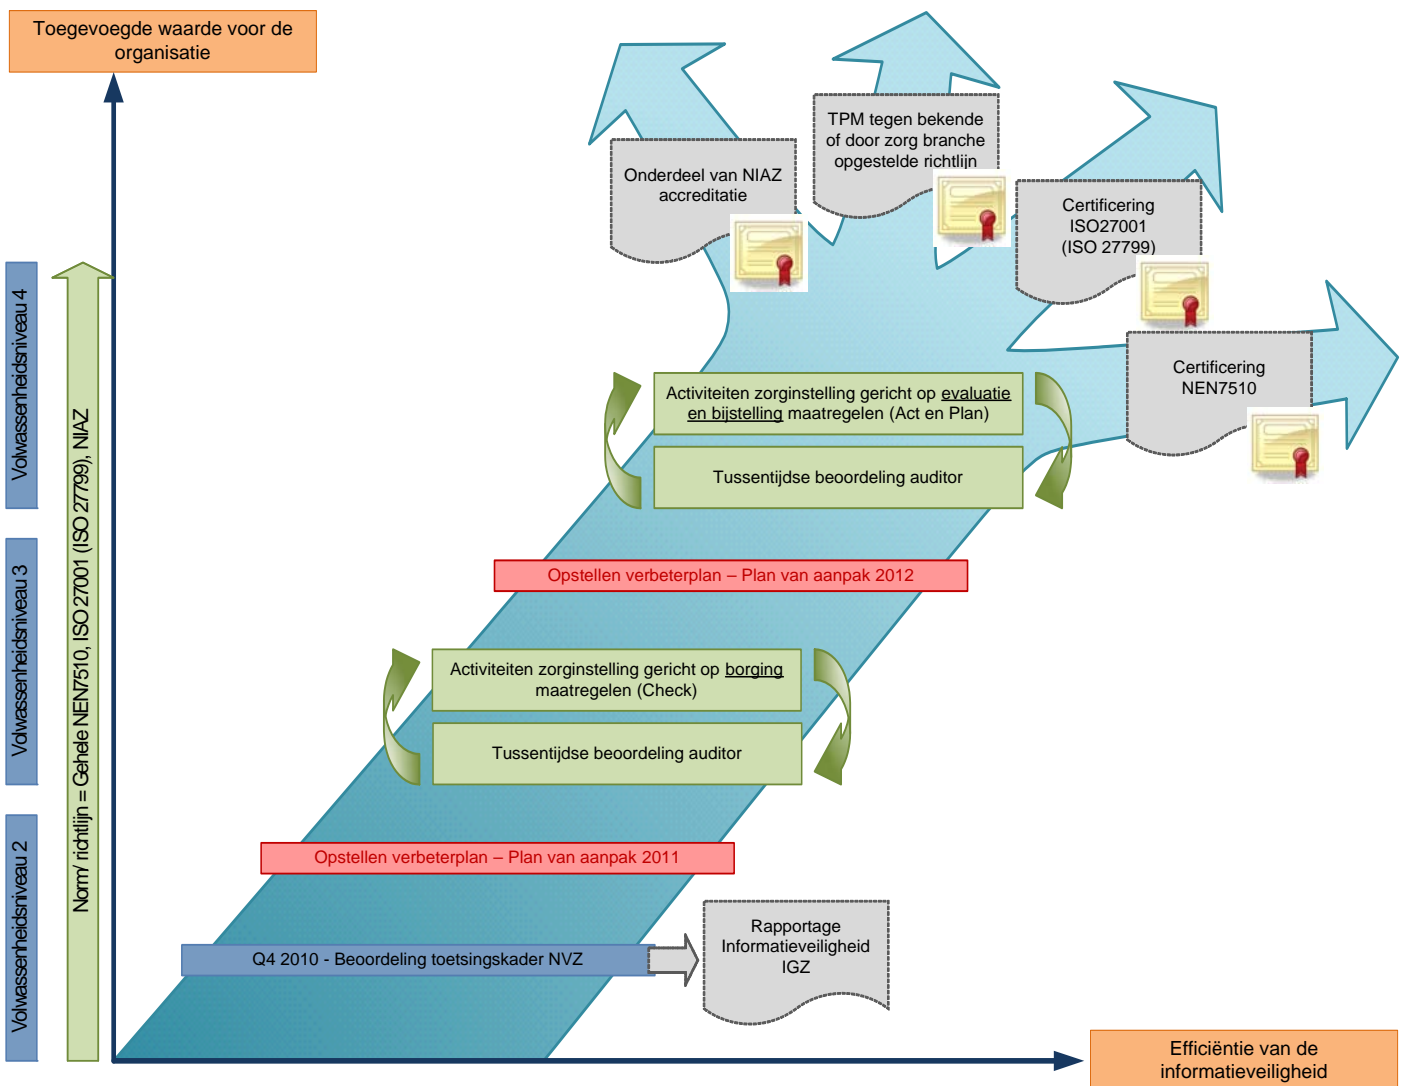 Toegevoegde waarde voor de
organisatie
TPM tegen bekende
of door zorg branche
opgestelde richtlijn
Onderdeel van NIAZ
accreditatie
Certificering
ISO27001
(ISO 27799)
Certificering
NEN7510
Volwassenheidsniveau 4
Volwassenheidsniveau 3
Volwassenheidsniveau 2
Norm/ richtlijn = Gehele NEN7510, ISO 27001 (ISO 27799), NIAZ
Activiteiten zorginstelling gericht op evaluatie
en bijstelling maatregelen (Act en Plan)
Tussentijdse beoordeling auditor
Opstellen verbeterplan – Plan van aanpak 2012
Activiteiten zorginstelling gericht op borging
maatregelen (Check)
Tussentijdse beoordeling auditor
Opstellen verbeterplan – Plan van aanpak 2011
Q4 2010 - Beoordeling toetsingskader NVZ
Rapportage
Informatieveiligheid
IGZ
Efficiëntie van de
informatieveiligheid